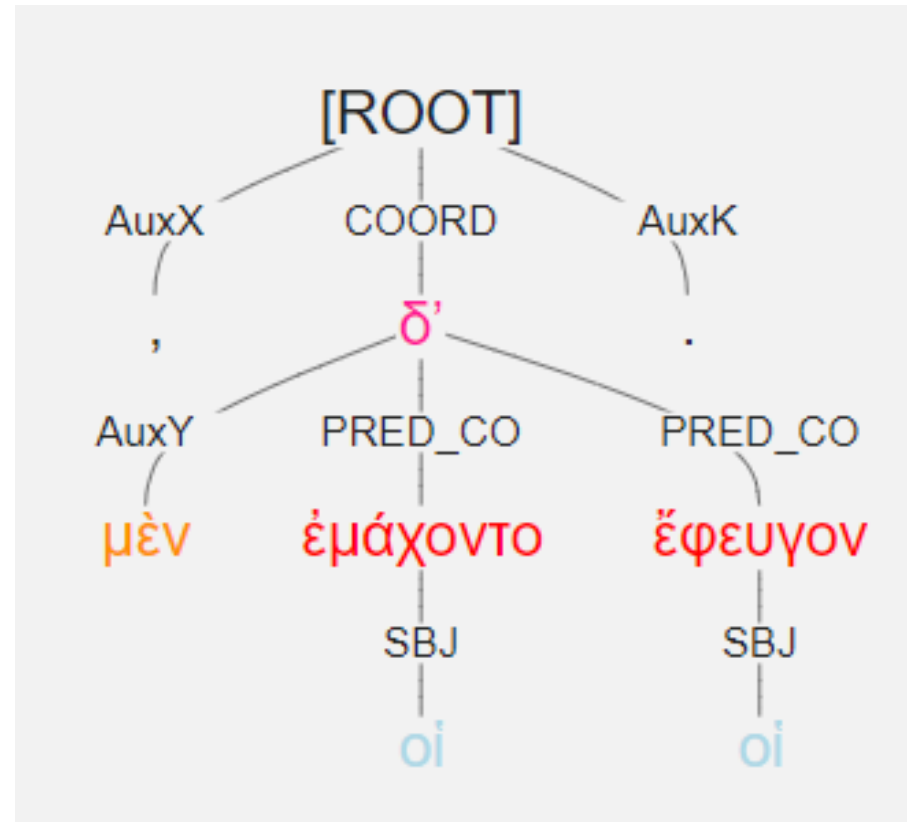 [ROOT]
AuxX COORD AuxK
, δ’ .
AuxY PRED_CO PRED_CO
μὲν ἐμάχοντο ἔφευγον
SBJ SBJ
οἱ οἱ